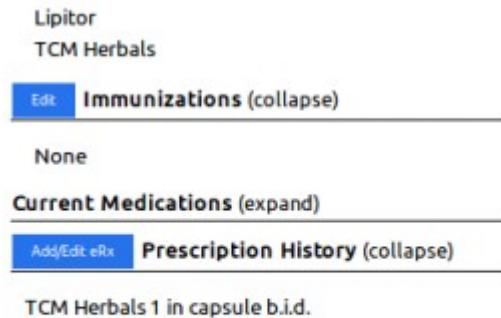 Lipitor
TCM Herbals
Edit Immunizations (collapse)
None
Current Medications (expand)
Add/Edit eRx Prescription History (collapse)
TCM Herbals 1 in capsule b.i.d.